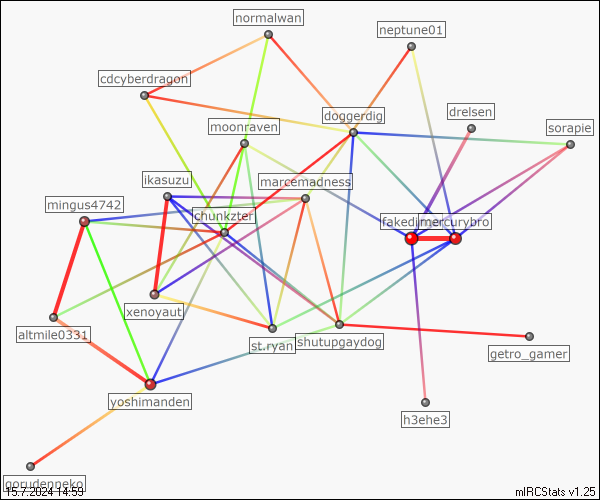 normalwan
neptune01
cdcyberdragon
doggerdig
drelsen
moonraven
sorapie
ikasuzu
marcemadness
mingus4742
chunkzter
mercurybro
xenoyaut
altmile0331
st.ryan
shutupgaydog
getro_gamer
yoshimanden
h3ehe3
gorudenneko
15.7.2024 14:59
mIRCStats v1.25